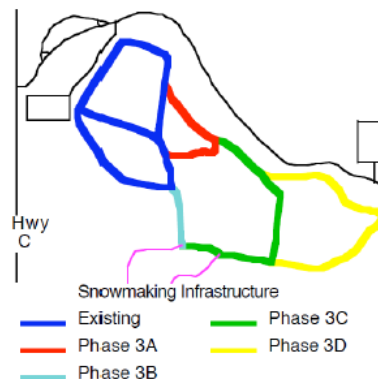 Hwy
C
Snowmaking Infrastructure
Existing
Phase 3C
Phase 3A
Phase 3D
Phase 3B